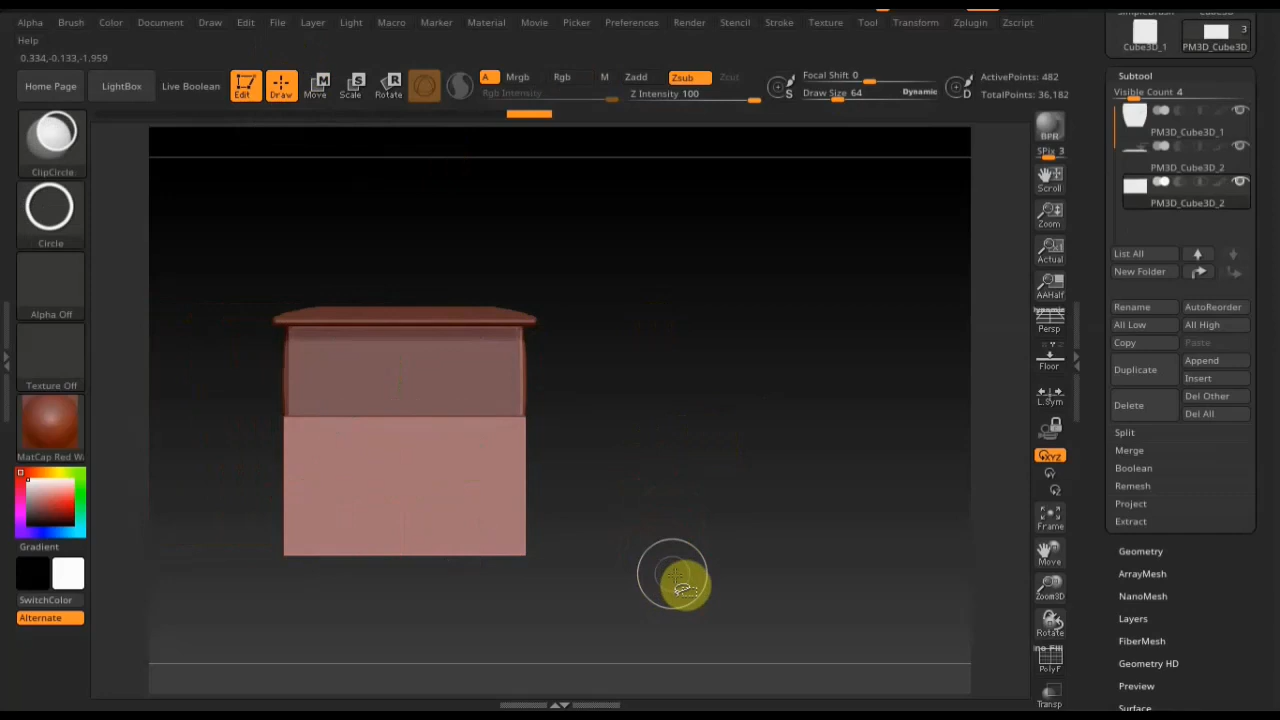 Alpha Brush Color Document Draw Edit File Layer Light Macro Marker Material Movie Picker Preferences Render Stencil Stroke Texture Tool Transform Zplugin Zscript
Help
0.334,-0.133,-1.959
Home Page LightBox Live Boolean Edit Draw Move Scale Rotate
A Mrgb Rgb M Zadd Zsub Zcut
Rgb Intensity Z Intensity 100
Focal Shift 0
Draw Size 64 Dynamic
S D
ActivePoints: 482
TotalPoints: 36,182
ClipCircle
Circle
Alpha Off
Texture Off
MatCap Red W
Gradient
SwitchColor
Alternate
BPR
SPix 3
Scroll
Zoom
Actual
AAHalf
Dynamic
Persp
Floor
L.Sym
XYZ
Y
Z
Frame
Move
Zoom3D
Rotate
PolyF
Transp
Cube3D_1
3
PM3D_Cube3D_
Subtool
Visible Count 4
PM3D_Cube3D_1
PM3D_Cube3D_2
PM3D_Cube3D_2
List All
New Folder
Rename AutoReorder
All Low All High
Copy Paste
Duplicate Append
Insert
Delete Del Other
Del All
Split
Merge
Boolean
Remesh
Project
Extract
Geometry
ArrayMesh
NanoMesh
Layers
FiberMesh
Geometry HD
Preview
Surface